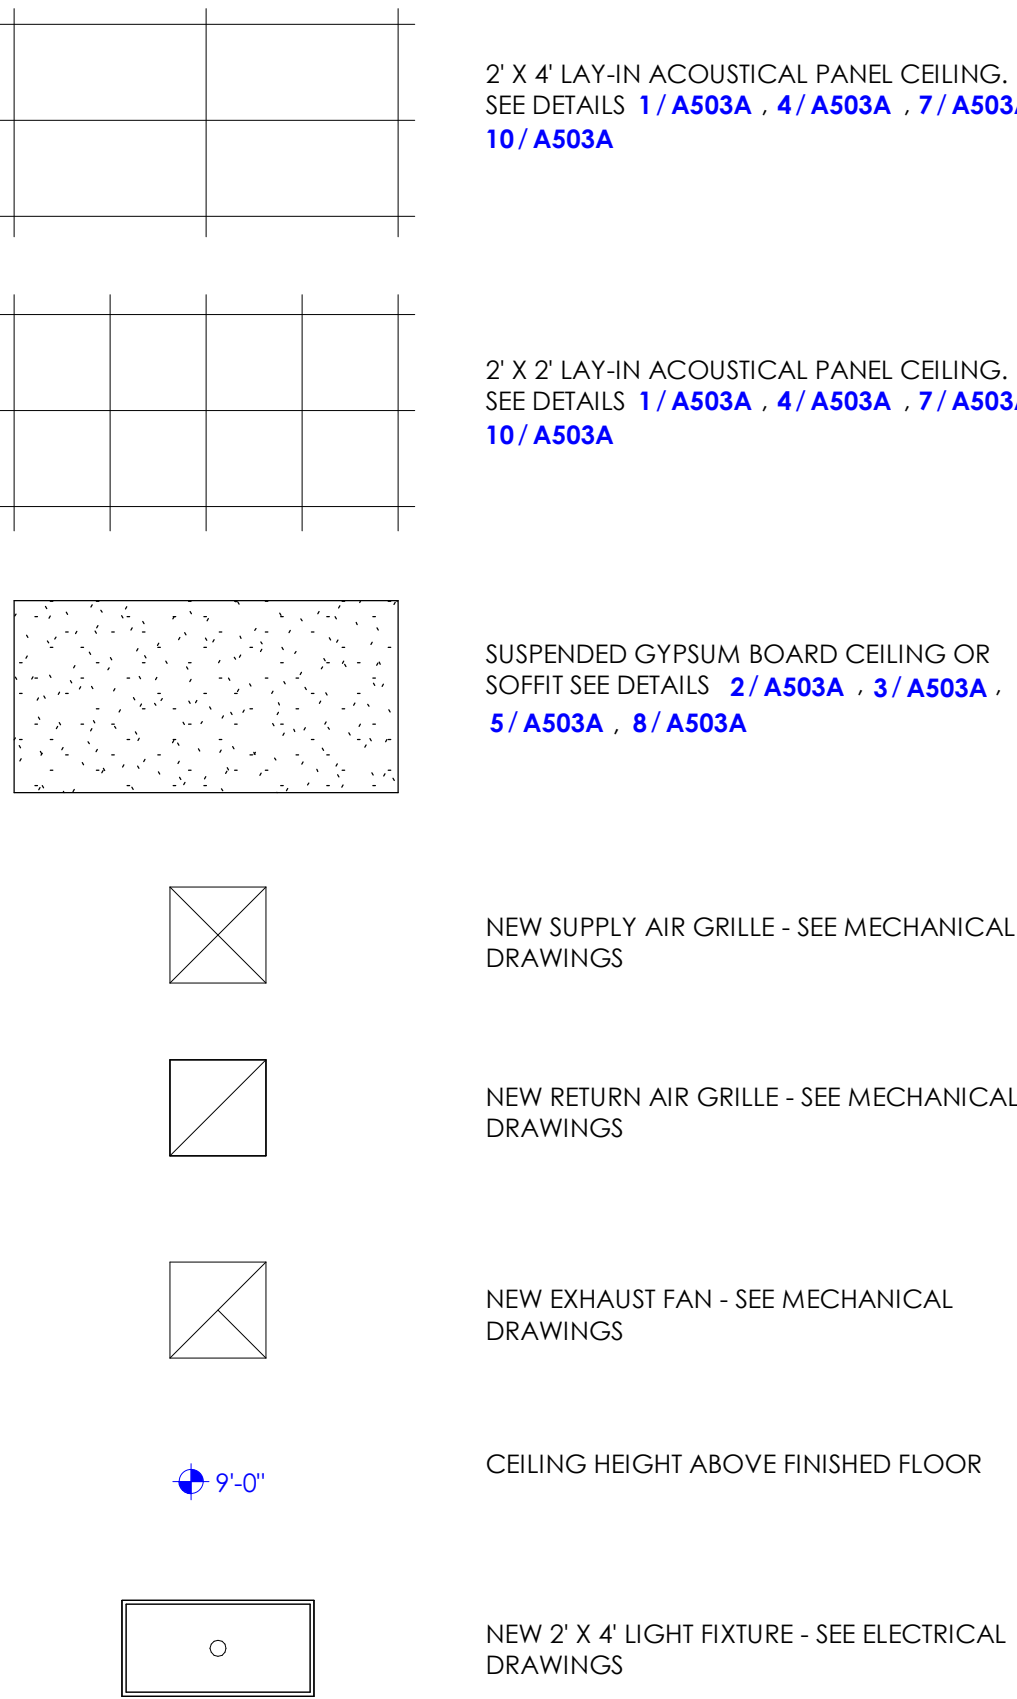 2' X 4' LAY-IN ACOUSTICAL PANEL CEILING.
SEE DETAILS 1/A503A , 4/A503A , 7/A503A
10/A503A
2' X 2' LAY-IN ACOUSTICAL PANEL CEILING.
SEE DETAILS 1/A503A , 4/A503A , 7/A503A
10/A503A
SUSPENDED GYPSUM BOARD CEILING OR
SOFFIT SEE DETAILS 2/A503A , 3/A503A ,
5/A503A , 8/A503A
NEW SUPPLY AIR GRILLE - SEE MECHANICAL
DRAWINGS
NEW RETURN AIR GRILLE - SEE MECHANICAL
DRAWINGS
NEW EXHAUST FAN - SEE MECHANICAL
DRAWINGS
9'-0" CEILING HEIGHT ABOVE FINISHED FLOOR
NEW 2' X 4' LIGHT FIXTURE - SEE ELECTRICAL
DRAWINGS